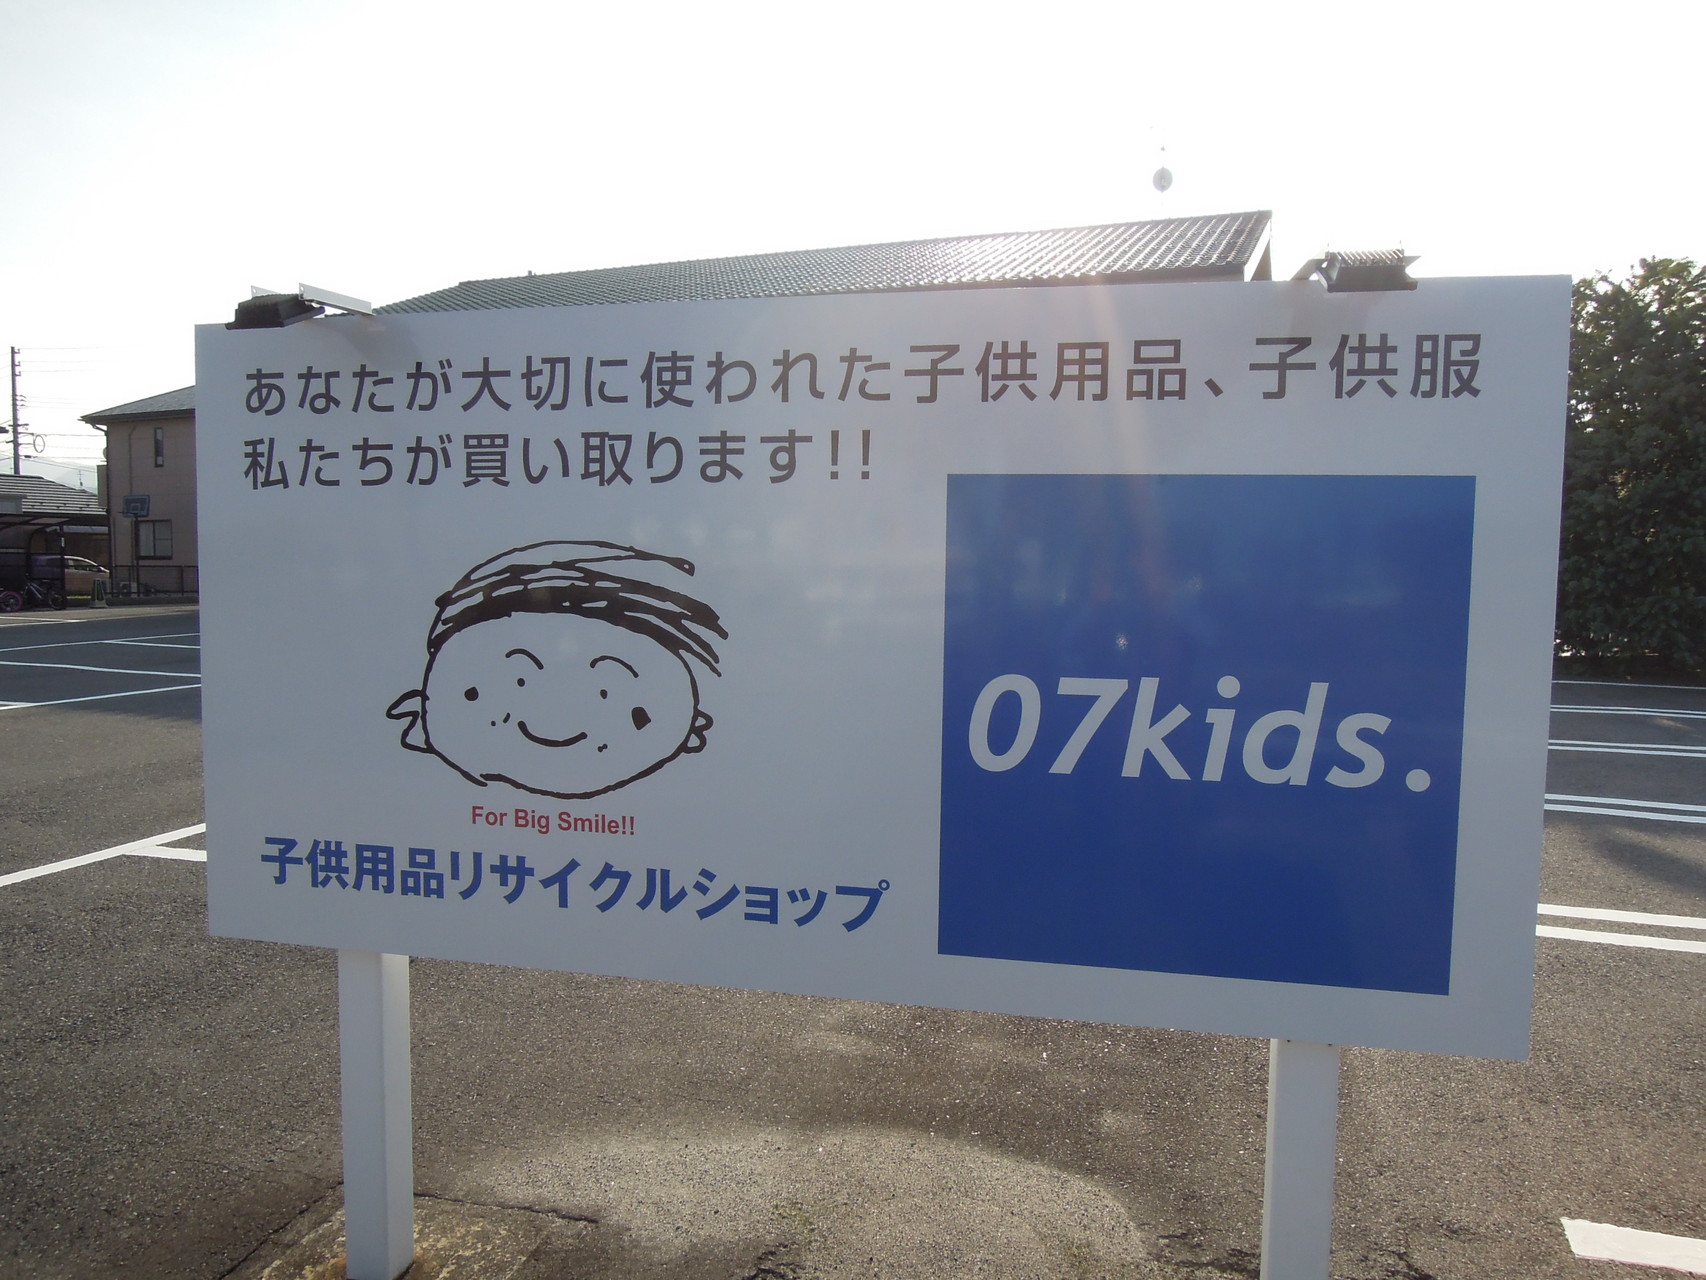 あなたが大切に使われた子供用品、子供服
私たちが買い取ります!!
07kids.
For Big Smile!!
子供用品リサイクルショップ